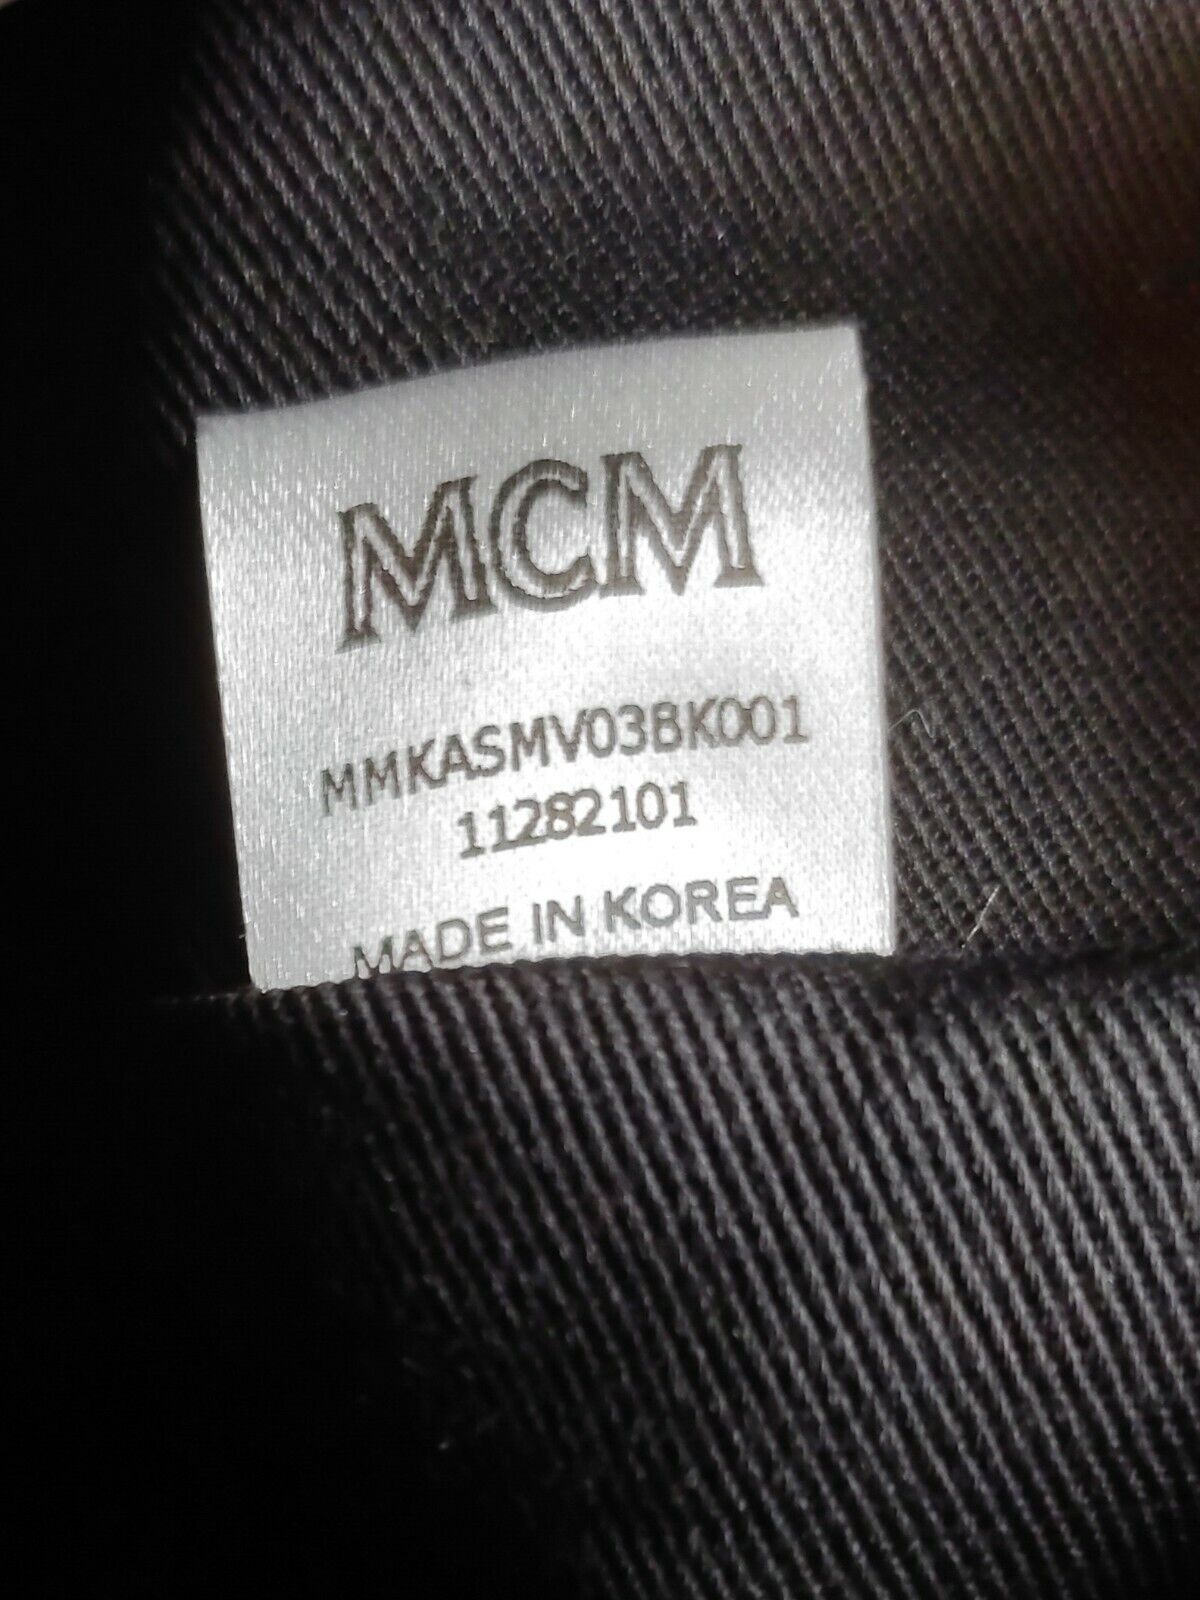 MCM
MMKASMV03BK001
11282101
MADE IN KOREA